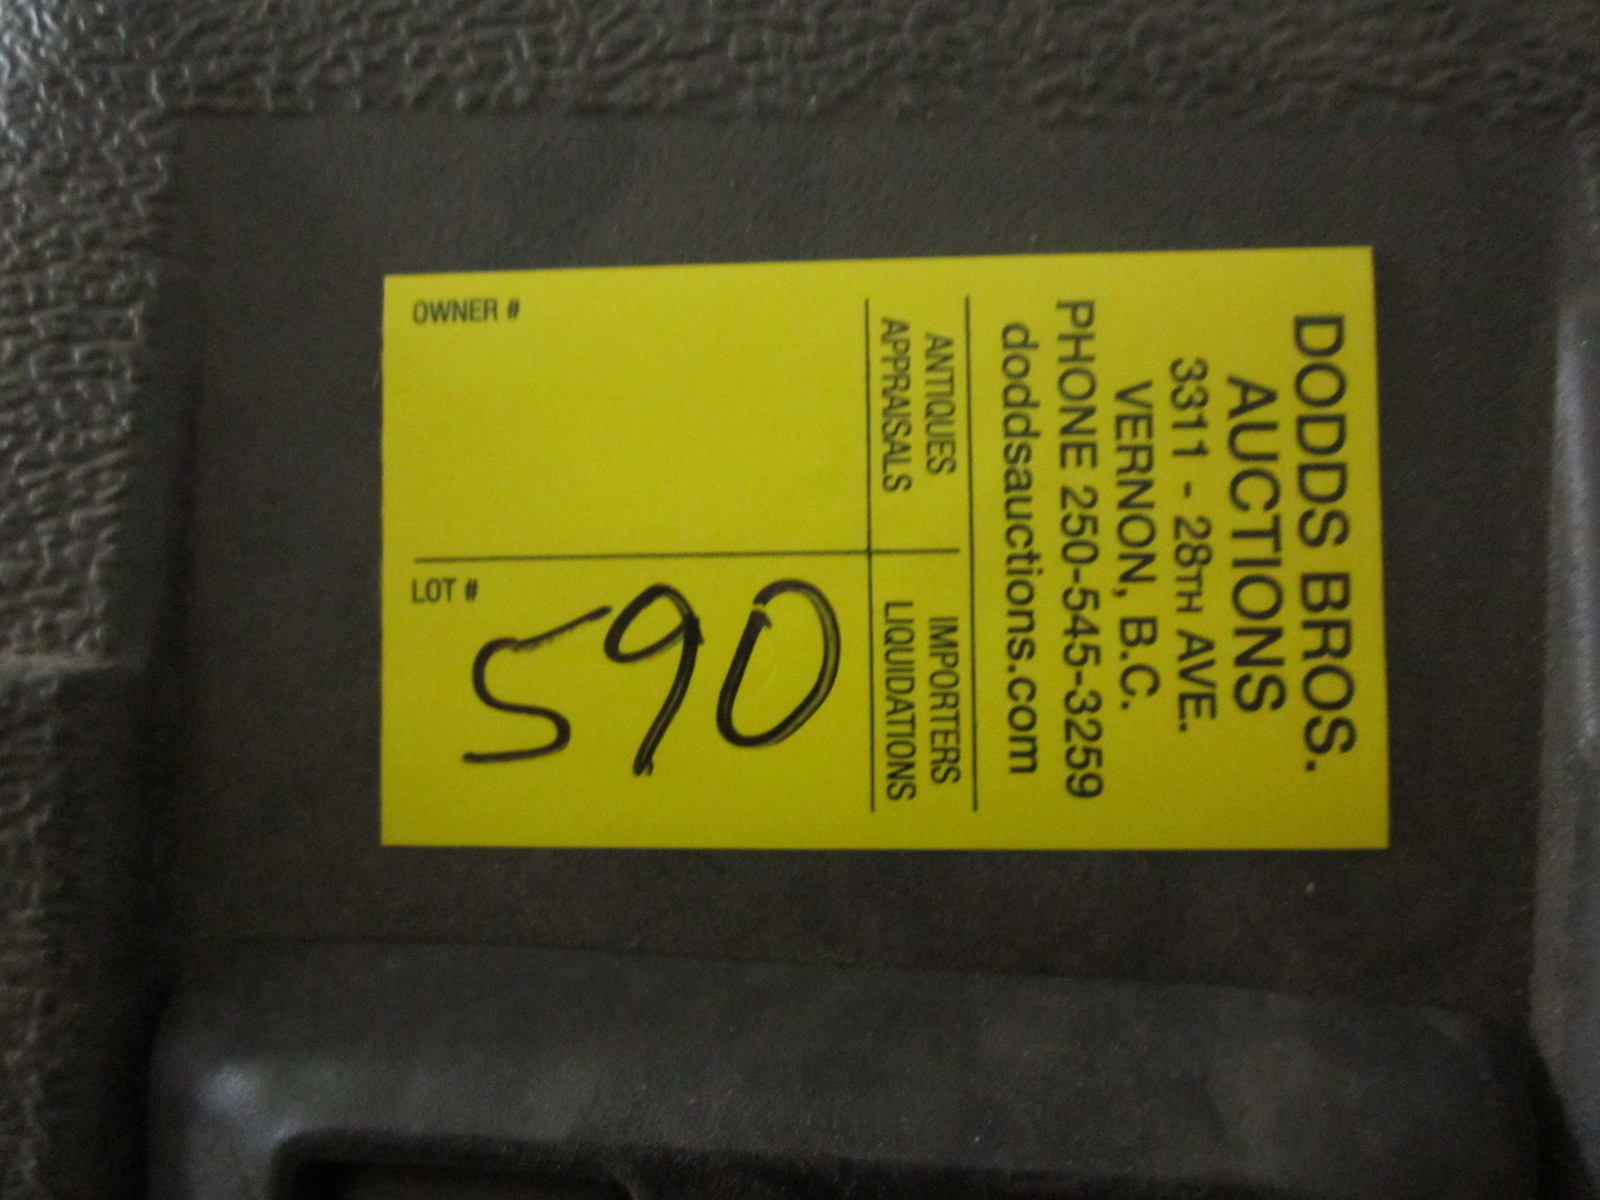 DODDS BROS.
AUCTIONS
3311 - 28TH AVE.
VERNON, B.C.
PHONE 250-545-3259
doddsauctions.com
ANTIQUES IMPORTERS
APPRAISALS LIQUIDATIONS
OWNER #
LOT #
590